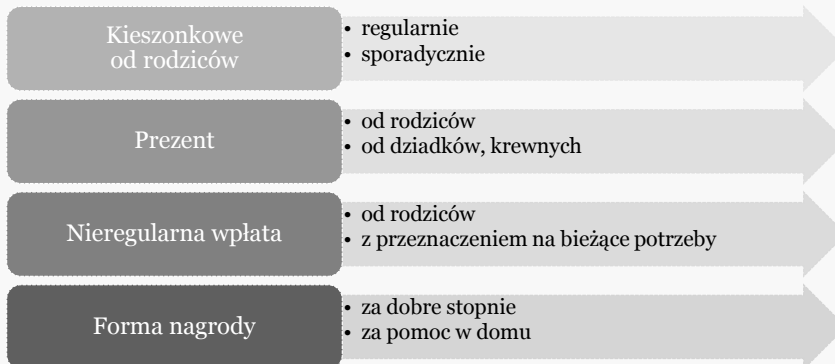 Kieszonkowe
od rodziców
• regularnie
• sporadycznie
Prezent
• od rodziców
• od dziadków, krewnych
Nieregularna wpłata
• od rodziców
• z przeznaczeniem na bieżące potrzeby
Forma nagrody
• za dobre stopnie
• za pomoc w domu